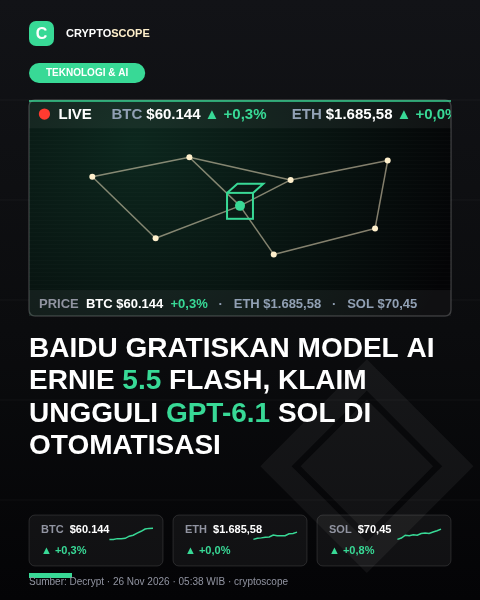 C CRYPTOSCOPE
TEKNOLOGI & AI
LIVE BTC $60.144 ▲ +0,3% ETH $1.685,58 ▲ +0,0%
PRICE BTC $60.144 +0,3% · ETH $1.685,58 · SOL $70,45
BAIDU GRATISKAN MODEL AI
ERNIE 5.5 FLASH, KLAIM
UNGGULI GPT-6.1 SOL DI
OTOMATISASI
BTC $60.144
▲ +0,3%
ETH $1.685,58
▲ +0,0%
SOL $70,45
▲ +0,8%
Sumber: Decrypt · 26 Nov 2026 · 05:38 WIB · cryptoscope